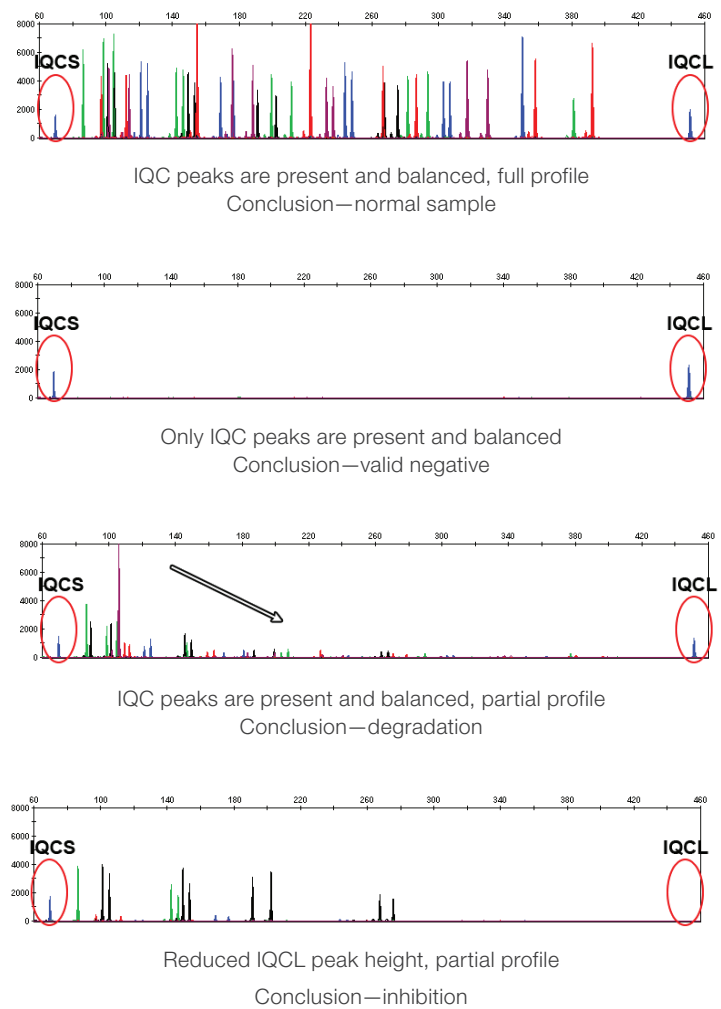 60 100 140 180 220 260 300 340 380 420 460
8000
6000
4000
2000
0
IQCS IQCL
IQC peaks are present and balanced, full profile
Conclusion—normal sample
60 100 140 180 220 260 300 340 380 420 460
8000
6000
4000
2000
0
IQCS IQCL
Only IQC peaks are present and balanced
Conclusion—valid negative
60 100 140 180 220 260 300 340 380 420 460
8000
6000
4000
2000
0
IQCS IQCL
IQC peaks are present and balanced, partial profile
Conclusion—degradation
60 100 140 180 220 260 300 340 380 420 460
8000
6000
4000
2000
0
IQCS IQCL
Reduced IQCL peak height, partial profile
Conclusion—inhibition